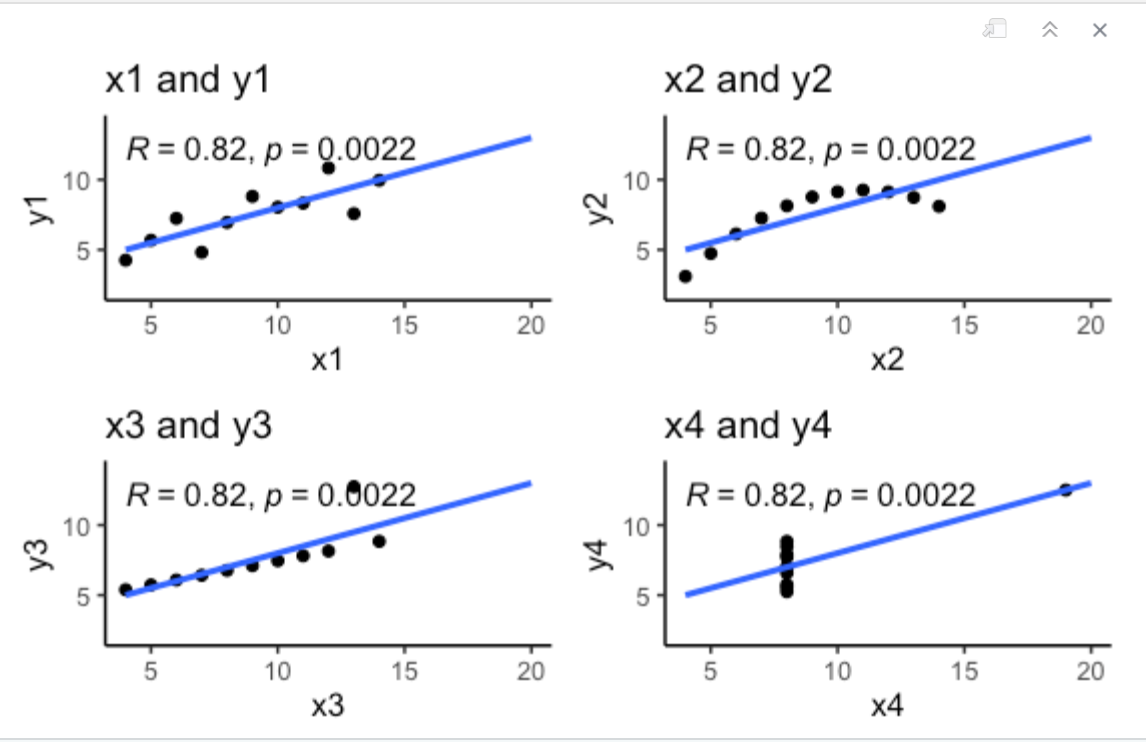 x1 and y1
R = 0.82, p = 0.0022
10
5
y1
5 10 15 20
x1
x2 and y2
R = 0.82, p = 0.0022
10
5
y2
5 10 15 20
x2
x3 and y3
R = 0.82, p = 0.0022
10
5
y3
5 10 15 20
x3
x4 and y4
R = 0.82, p = 0.0022
10
5
y4
5 10 15 20
x4